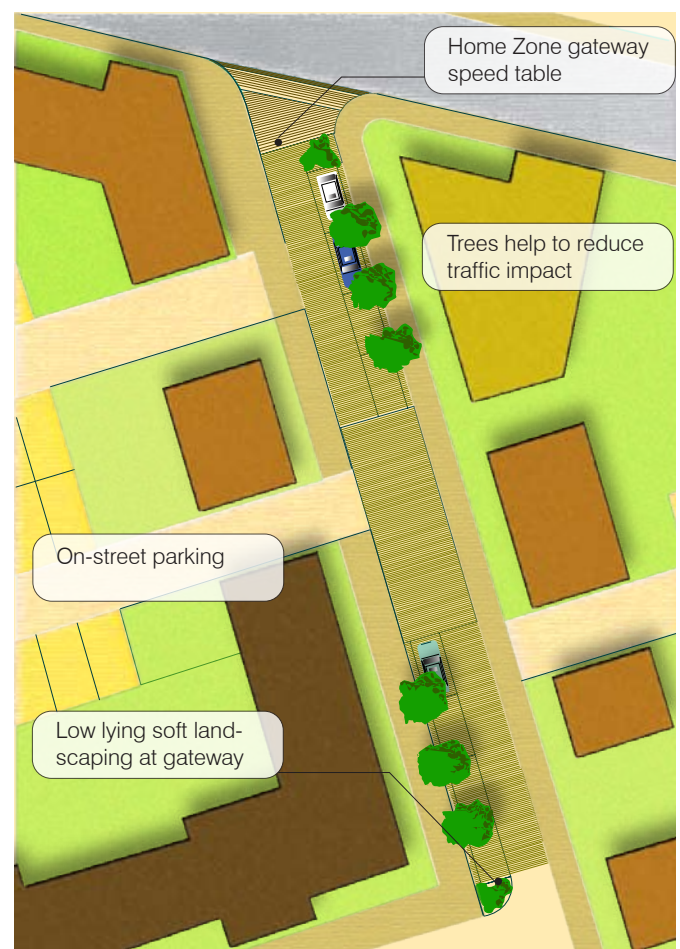 Home Zone gateway
speed table
Trees help to reduce
traffic impact
On-street parking
Low lying soft land-
scaping at gateway